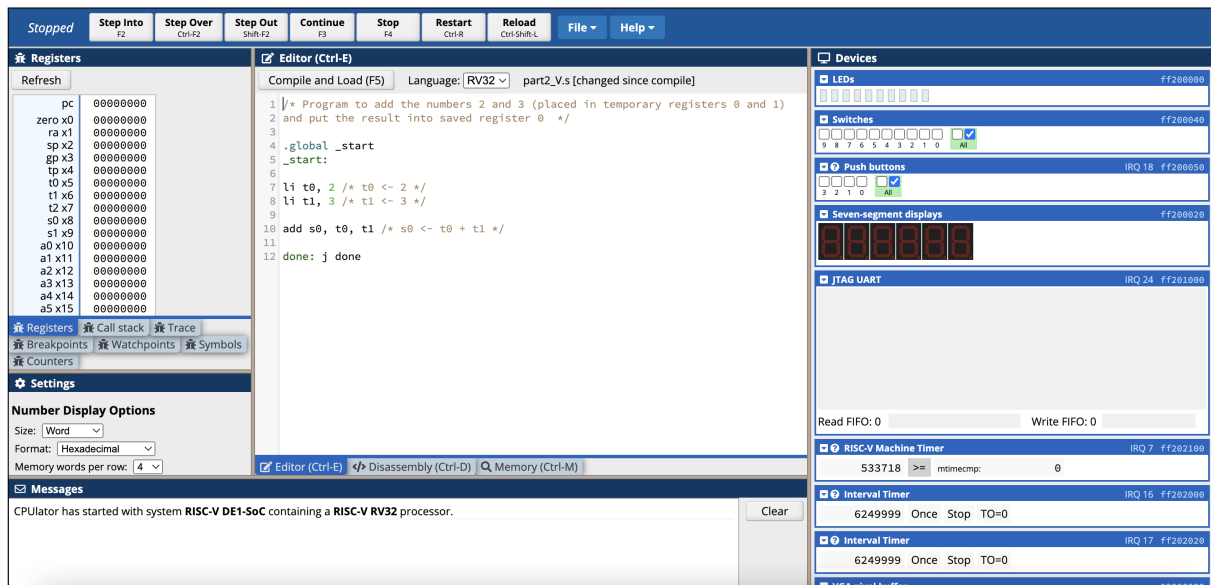 Stopped
Step Into
F2
Step Over
Ctrl-F2
Step Out
Shift-F2
Continue
F3
Stop
F4
Restart
Ctrl-R
Reload
Ctrl-Shift-L
File
Help
Registers
Refresh
pc 00000000
zero x0 00000000
ra x1 00000000
sp x2 00000000
gp x3 00000000
tp x4 00000000
t0 x5 00000000
t1 x6 00000000
t2 x7 00000000
s0 x8 00000000
s1 x9 00000000
a0 x10 00000000
a1 x11 00000000
a2 x12 00000000
a3 x13 00000000
a4 x14 00000000
a5 x15 00000000
Registers Call stack Trace
Breakpoints Watchpoints Symbols
Counters
Settings
Number Display Options
Size: Word
Format: Hexadecimal
Memory words per row: 4
Editor (Ctrl-E)
Compile and Load (F5) Language: RV32 part2_V.s [changed since compile]
1 /* Program to add the numbers 2 and 3 (placed in temporary registers 0 and 1)
2 and put the result into saved register 0 */
3
4 .global _start
5 _start:
6
7 li t0, 2 /* t0 <- 2 */
8 li t1, 3 /* t1 <- 3 */
9
10 add s0, t0, t1 /* s0 <- t0 + t1 */
11
12 done: j done
Editor (Ctrl-E) Disassembly (Ctrl-D) Memory (Ctrl-M)
Messages
CPUlator has started with system RISC-V DE1-SoC containing a RISC-V RV32 processor.
Clear
Devices
LEDs ff200000
Switches ff200040
9 8 7 6 5 4 3 2 1 0 All
Push buttons IRQ 18 ff200050
3 2 1 0 All
Seven-segment displays ff200020
JTAG UART IRQ 24 ff201000
Read FIFO: 0 Write FIFO: 0
RISC-V Machine Timer IRQ 7 ff202100
533718 >= mtimecmp: 0
Interval Timer IRQ 16 ff202000
6249999 Once Stop TO=0
Interval Timer IRQ 17 ff202020
6249999 Once Stop TO=0